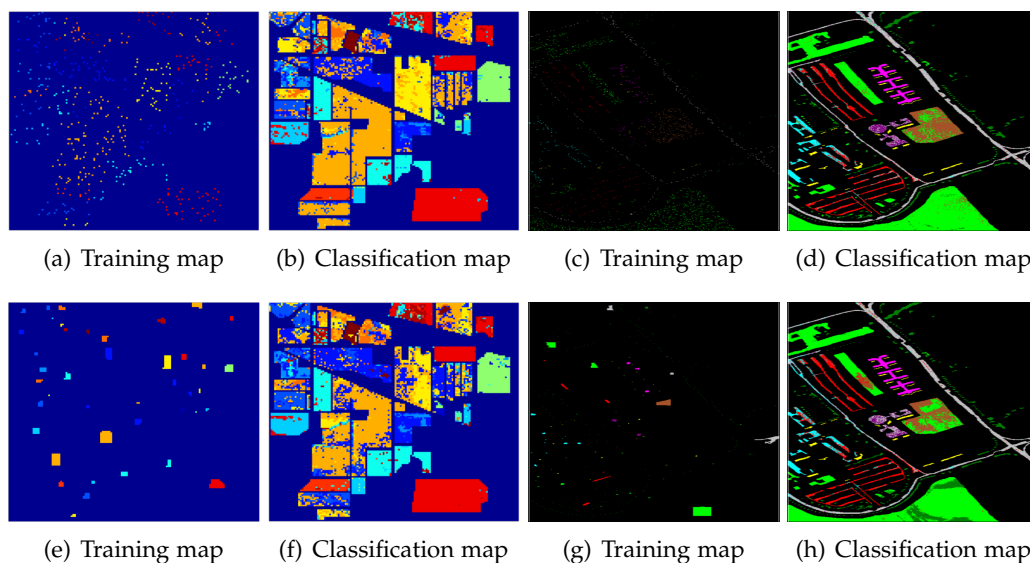 (a) Training map (b) Classification map (c) Training map (d) Classification map
(e) Training map (f) Classification map (g) Training map (h) Classification map